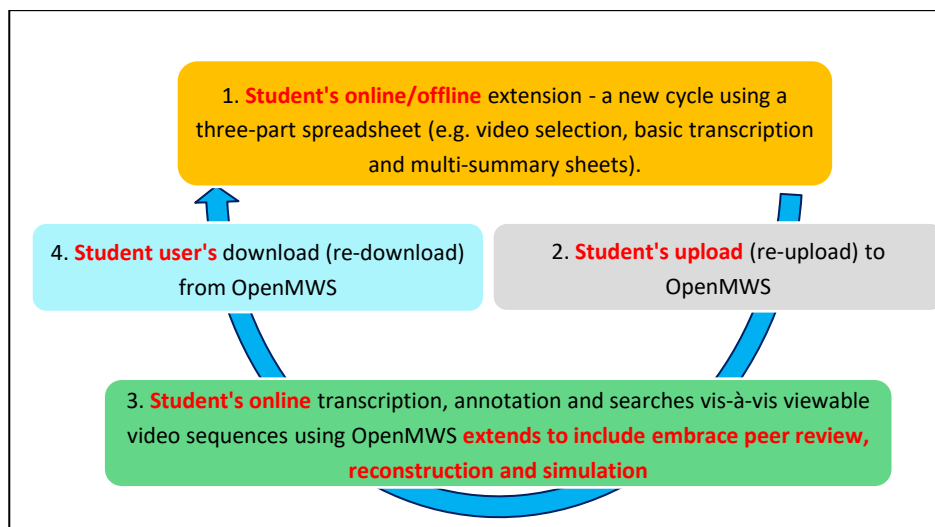 1. Student's online/offline extension - a new cycle using a
three-part spreadsheet (e.g. video selection, basic transcription
and multi-summary sheets).
2. Student's upload (re-upload) to
OpenMWS
3. Student's online transcription, annotation and searches vis-à-vis viewable
video sequences using OpenMWS extends to include embrace peer review,
reconstruction and simulation
4. Student user's download (re-download)
from OpenMWS